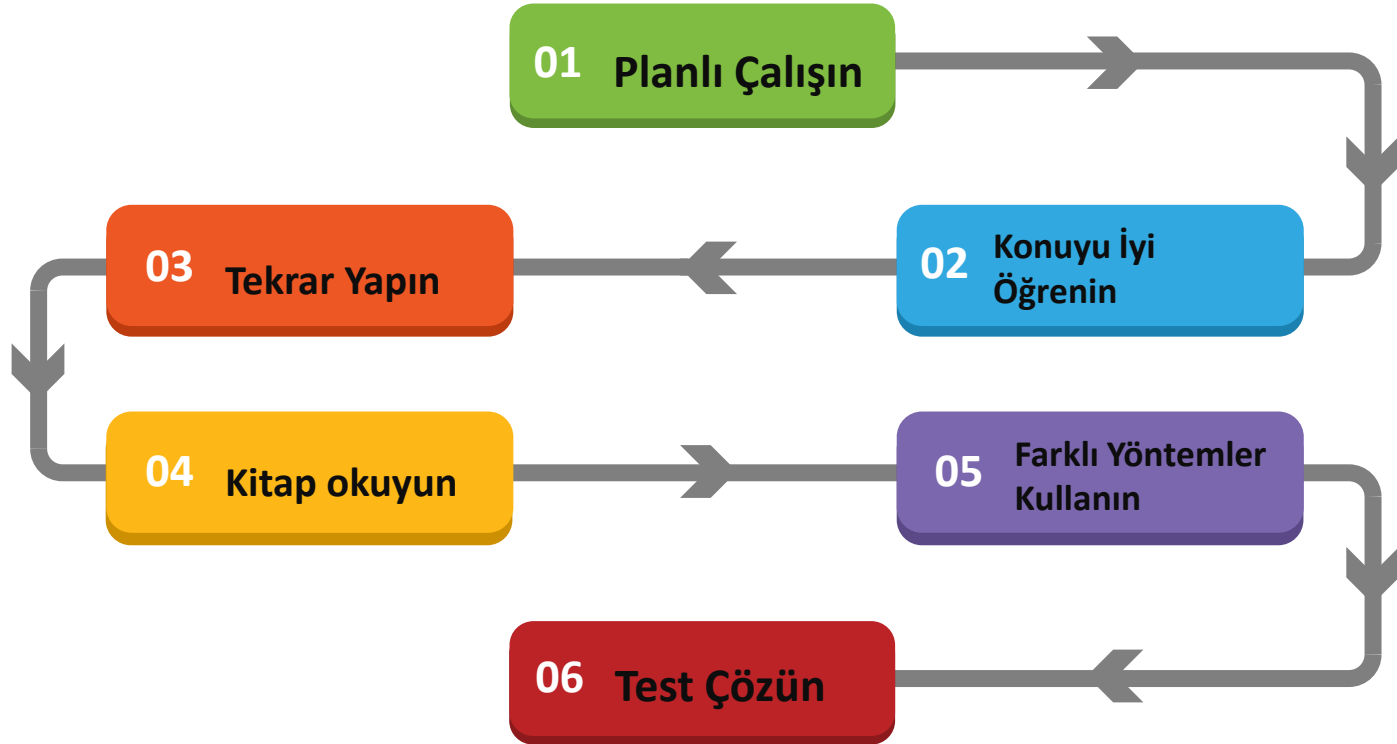 01 Planlı Çalışın
02 Konuyu İyi
Öğrenin
03 Tekrar Yapın
04 Kitap okuyun
05 Farklı Yöntemler
Kullanın
06 Test Çözün